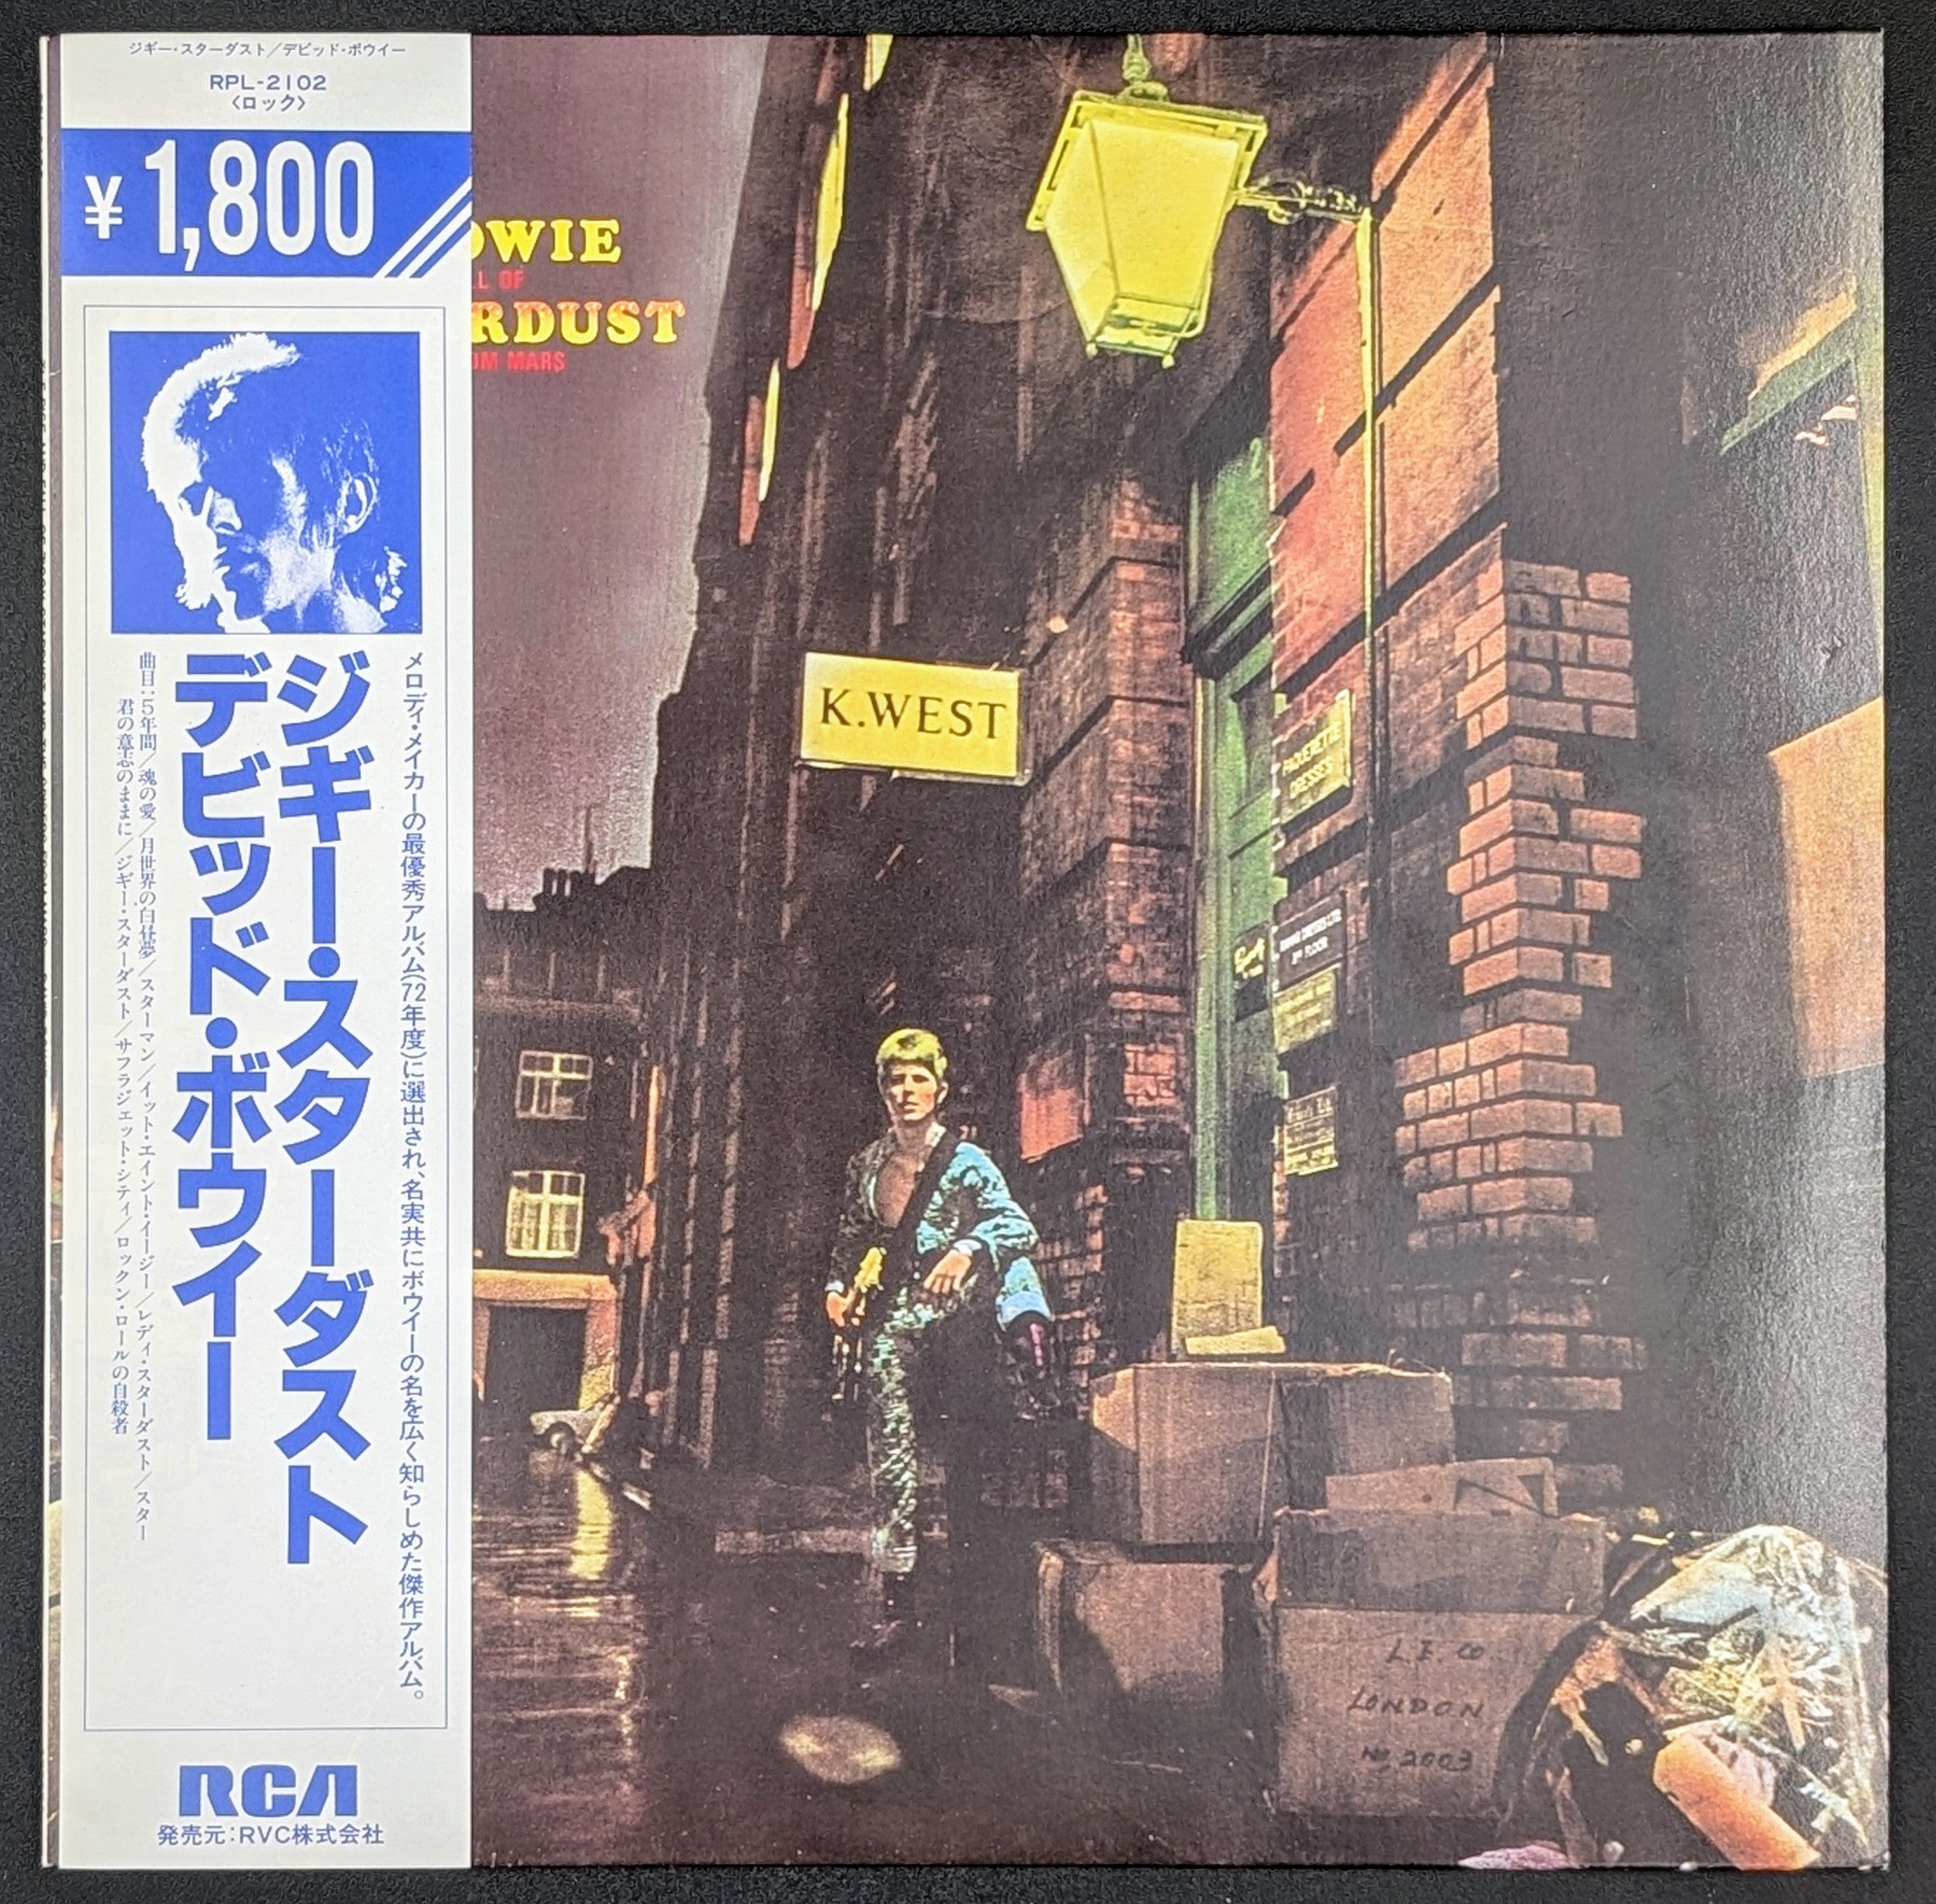 ジギー・スターダスト／デビッド・ボウイー
RPL-2102
〈ロック〉
¥1,800
メロディ・メイカーの最優秀アルバム(72年度)に選出され、名実共にボウイーの名を広く知らしめた傑作アルバム。
ジギー・スターダスト
デビッド・ボウイー
曲目:5年間／魂の愛／月世界の白昼夢／スターマン／イット・エイント・イージー／レディ・スターダスト／スター
君の意志のままに／ジギー・スターダスト／サフラジェット・シティ／ロックン・ロールの自殺者
RCA
発売元:RVC株式会社
OWIE
LL OF
RDUST
OM MARS
K.WEST
PAQUERETTE
DRESSES
FLOOR
L.E. CO
LONDON
No 2003